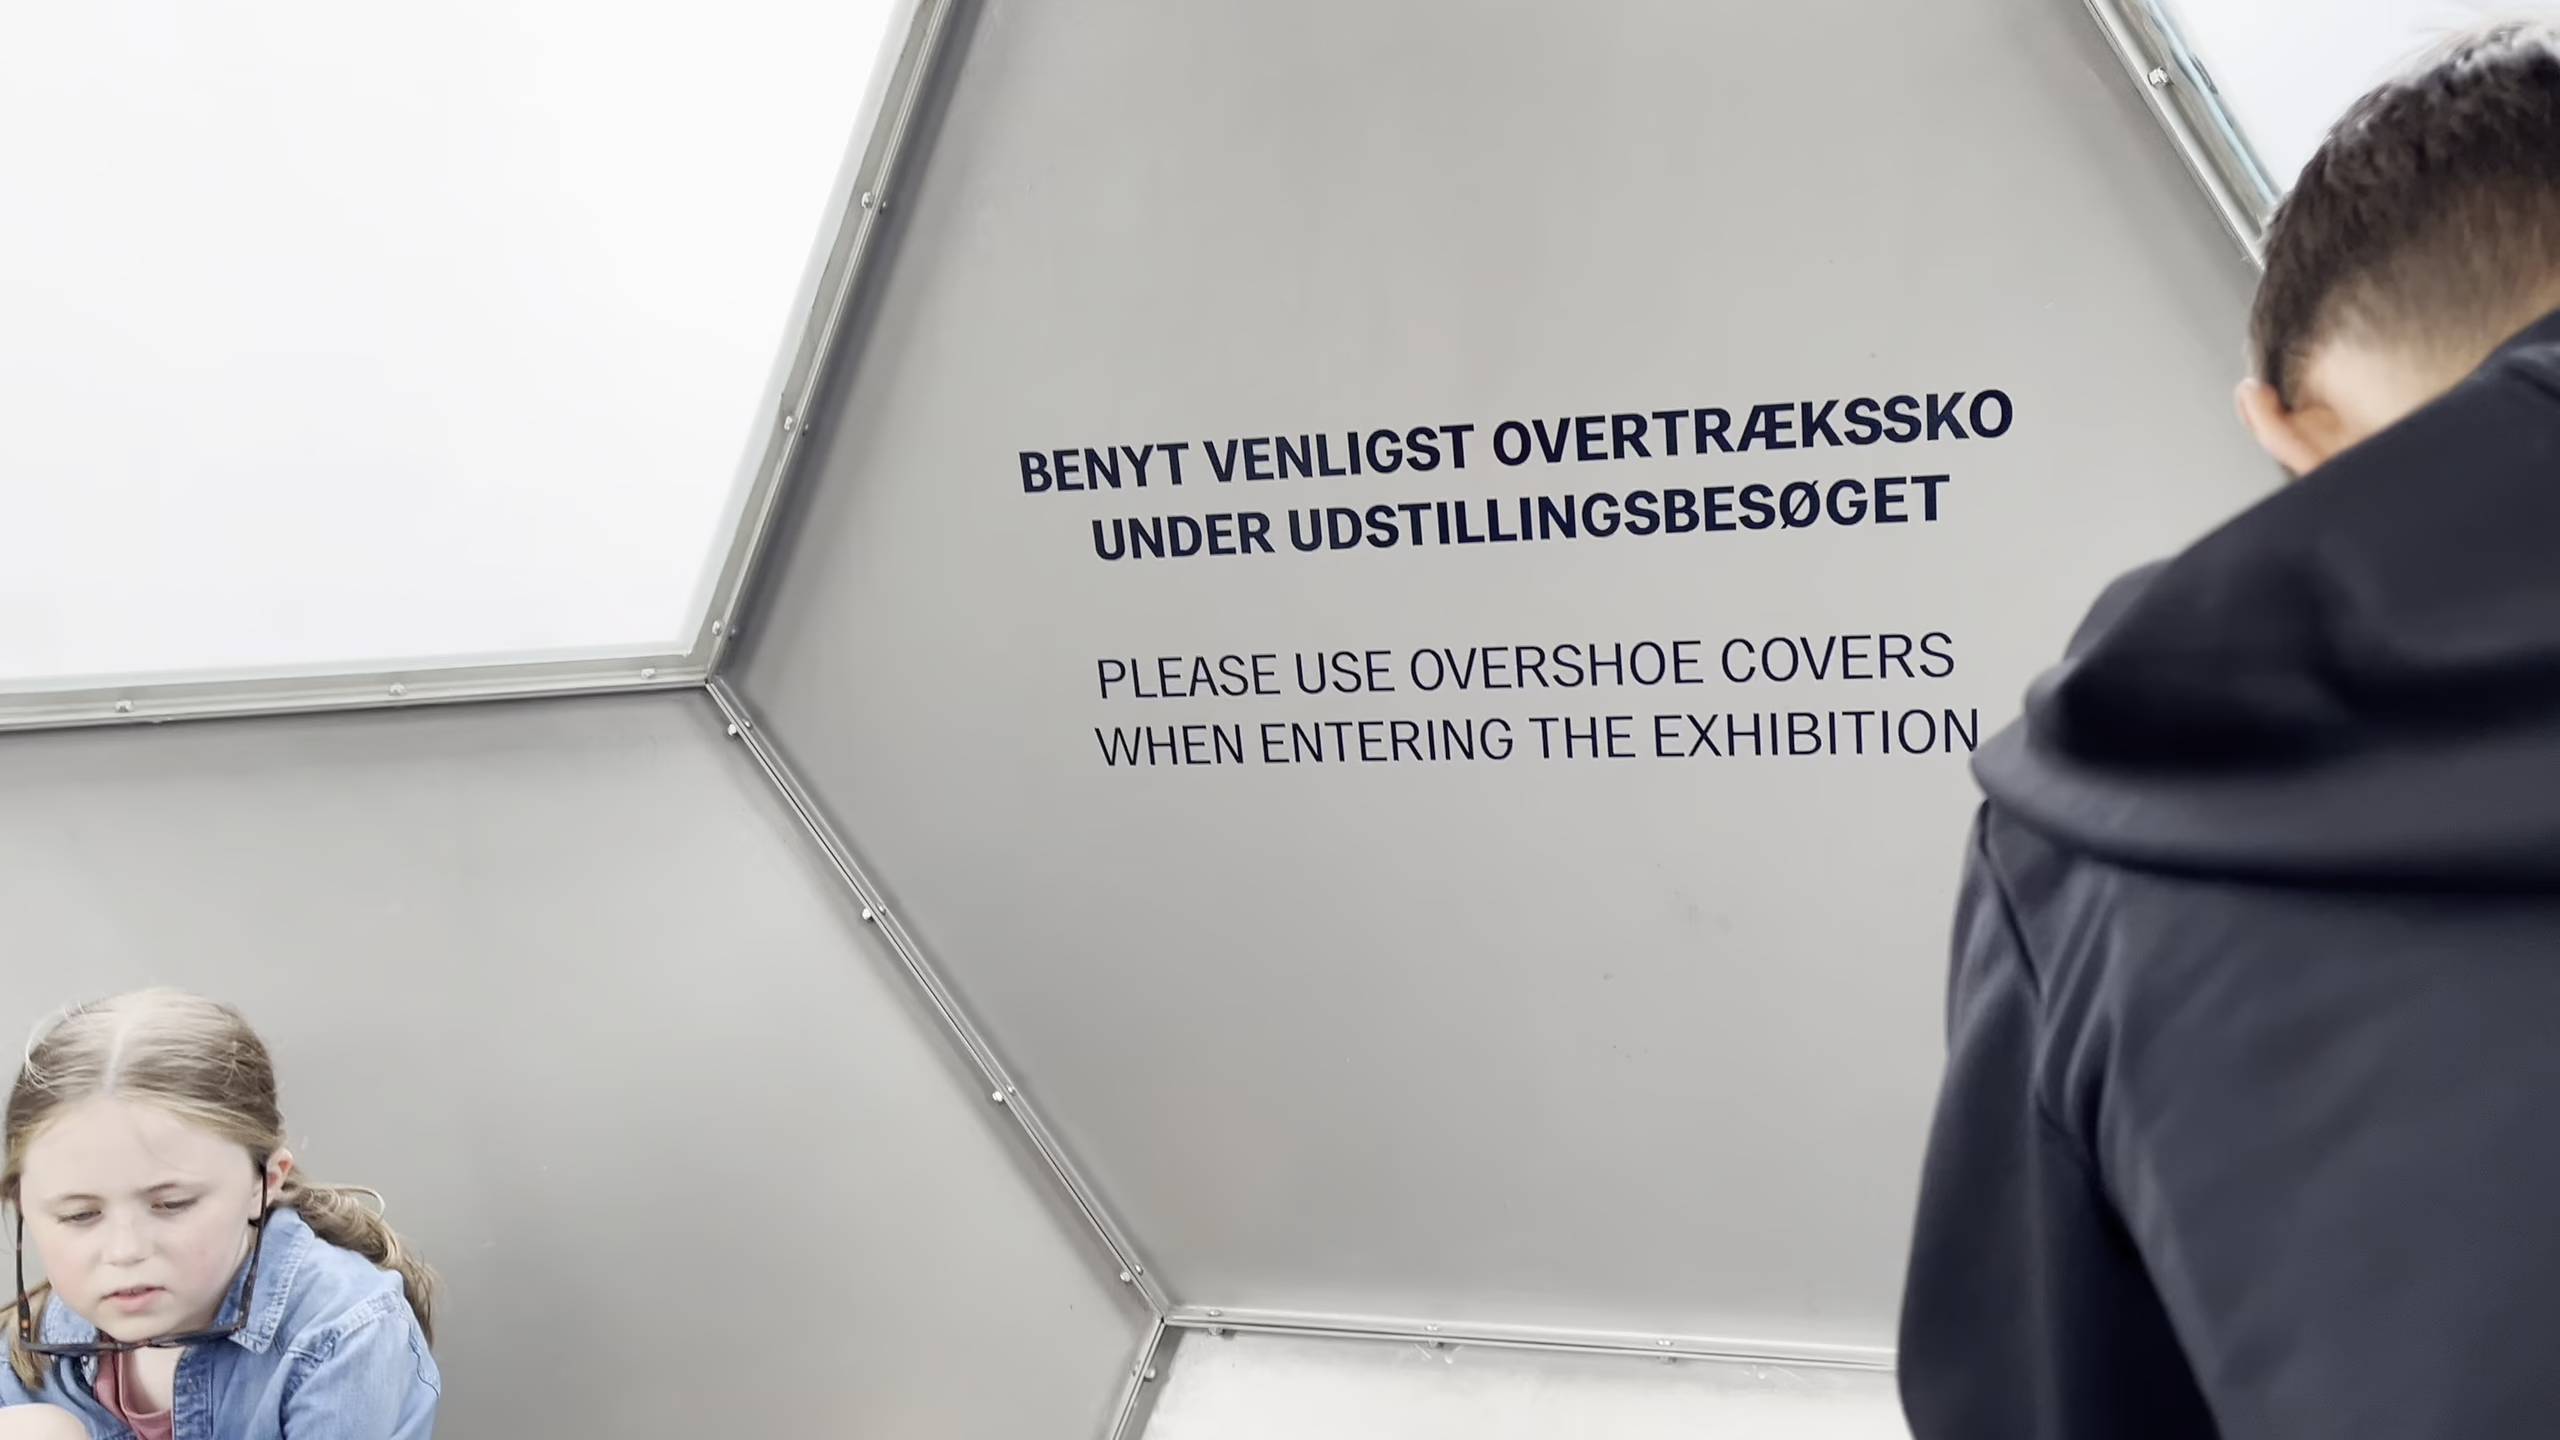 BENYT VENLIGST OVERTRÆKSSKO
UNDER UDSTILLINGSBESØGET
PLEASE USE OVERSHOE COVERS
WHEN ENTERING THE EXHIBITION